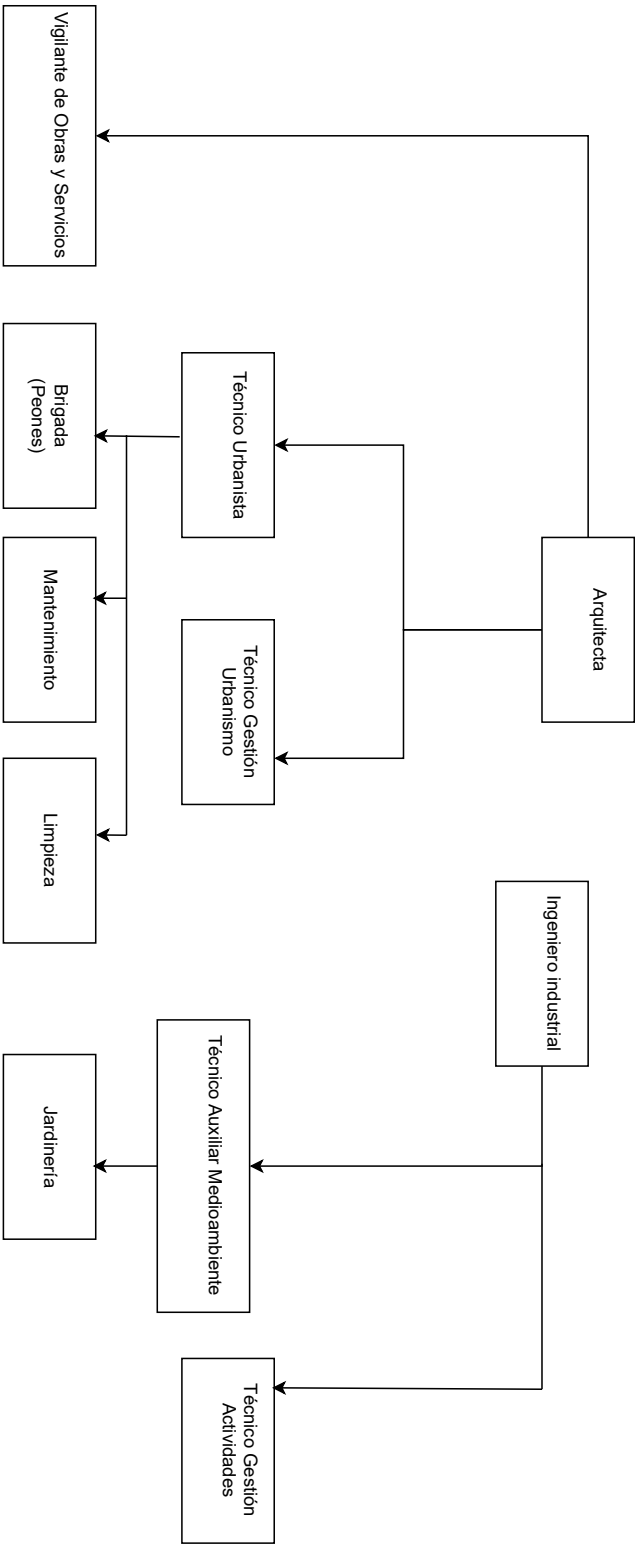 Arquitecta
Ingeniero industrial
Técnico Urbanista
Técnico Gestión
Urbanismo
Técnico Auxiliar Medioambiente
Técnico Gestión
Actividades
Vigilante de Obras y Servicios
Brigada
(Peones)
Mantenimiento
Limpieza
Jardinería